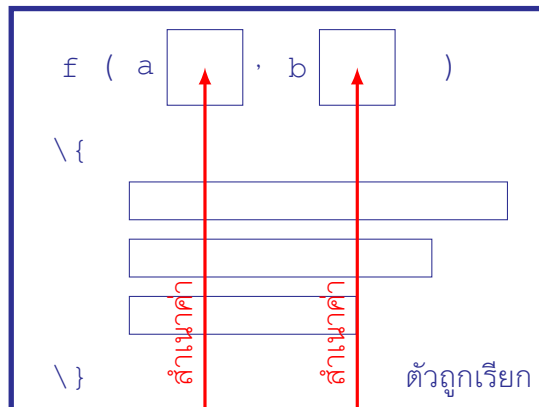 f ( a , b )
\{
สำเนาค่า
สำเนาค่า
\}
ตัวถูกเรียก